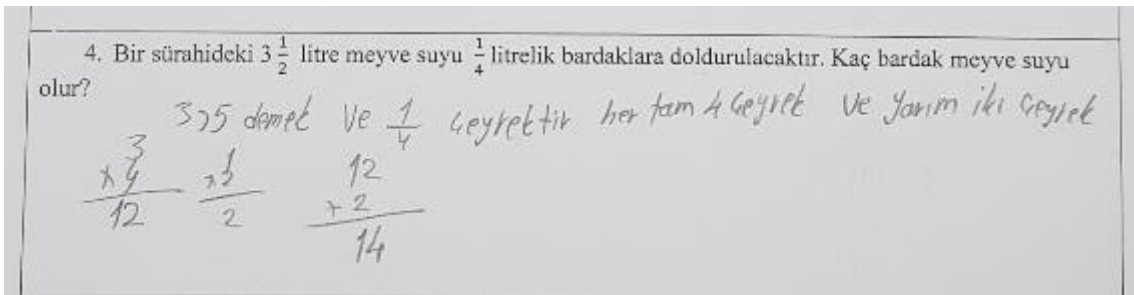 4. Bir sürahideki 3 1/2 litre meyve suyu 1/4 litrelik bardaklara doldurulacaktır. Kaç bardak meyve suyu
olur?
3,5 demek ve 1/4 çeyrektir her tam 4 çeyrek ve yarım iki çeyrek
3 1 12
x 4 x 2 + 2
12 2 14